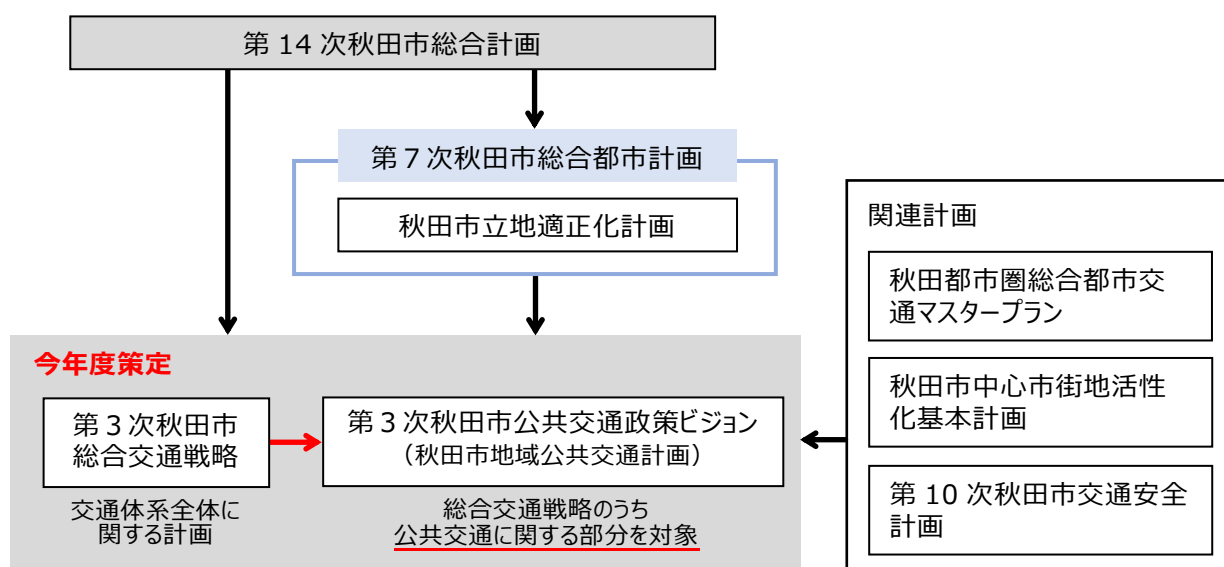 第 14 次秋田市総合計画
第７次秋田市総合都市計画
秋田市立地適正化計画
今年度策定
第３次秋田市
総合交通戦略
交通体系全体に
関する計画
第３次秋田市公共交通政策ビジョン
（秋田市地域公共交通計画）
総合交通戦略のうち
公共交通に関する部分を対象
関連計画
秋田都市圏総合都市交
通マスタープラン
秋田市中心市街地活性
化基本計画
第 10 次秋田市交通安全
計画